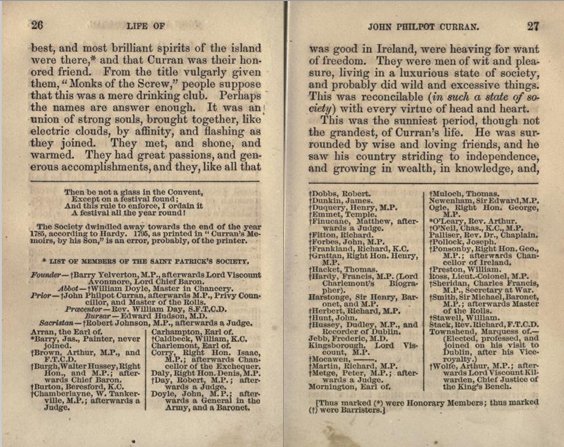 26 LIFE OF
best, and most brilliant spirits of the island
were there,* and that Curran was their hon-
ored friend. From the title vulgarly given
them, "Monks of the Screw," people suppose
that this was a mere drinking club. Perhaps
the names are answer enough. It was an
union of strong souls, brought together, like
electric clouds, by affinity, and flashing as
they joined. They met, and shone, and
warmed. They had great passions, and gen-
erous accomplishments, and they, like all that
Then be not a glass in the Convent,
Except on a festival found;
And this rule to enforce, I ordain it
A festival all the year round!
The Society dwindled away towards the end of the year
1785, according to Hardy. 1795, as printed in "Curran's Me-
moirs, by his Son," is an error, probably, of the printer.
* LIST OF MEMBERS OF THE SAINT PATRICK'S SOCIETY.
Founder—†Barry Yelverton, M.P., afterwards Lord Viscount
Avonmore, Lord Chief Baron.
Abbot—†William Doyle, Master in Chancery.
Prior—†John Philpot Curran, afterwards M.P., Privy Coun-
cillor, and Master of the Rolls.
Præcentor—Rev. William Day, S.F.T.C.D.
Bursar—Edward Hudson, M.D.
Sacristan—†Robert Johnson, M.P., afterwards a Judge.
Arran, the Earl of.
*Barry, Jas., Painter, never
joined.
†Brown, Arthur, M.P., and
F.T.C.D.
†Burgh, Walter Hussey, Right
Hon., and M.P.; after-
wards Chief Baron.
†Burton, Beresford, K.C.
†Chamberlayne, W. Tanker-
ville, M.P.; afterwards a
Judge.
Carhampton, Earl of.
†Caldbeck, William, K.C.
Charlemont, Earl of.
Corry, Right Hon. Isaac,
M.P.; afterwards Chan-
cellor of the Exchequer.
Daly, Right Hon. Denis, M.P.
†Day, Robert, M.P.; after-
wards a Judge.
Doyle, John, M.P.; after-
wards a General in the
Army, and a Baronet.
JOHN PHILPOT CURRAN. 27
was good in Ireland, were heaving for want
of freedom. They were men of wit and plea-
sure, living in a luxurious state of society,
and probably did wild and excessive things.
This was reconcilable (in such a state of so-
ciety) with every virtue of head and heart.
This was the sunniest period, though not
the grandest, of Curran's life. He was sur-
rounded by wise and loving friends, and he
saw his country striding to independence,
and growing in wealth, in knowledge, and,
†Dobbs, Robert.
†Dunkin, James.
†Duquery, Henry, M.P.
†Emmet, Temple.
†Finucane, Matthew, after-
wards a Judge.
†Fitton, Richard.
†Forbes, John, M.P.
†Frankland, Richard, K.C.
†Grattan, Right Hon. Henry,
M.P.
†Hacket, Thomas.
†Hardy, Francis, M.P. (Lord
Charlemont's Biogra-
pher).
Hartstonge, Sir Henry, Bar-
onet, and M.P.
†Herbert, Richard, M.P.
†Hunt, John.
†Hussey, Dudley, M.P., and
Recorder of Dublin.
Jebb, Frederic, M.D.
Kingsborough, Lord Vis-
count, M.P.
†Mocawen, ——.
†Martin, Richard, M.P.
†Metge, Peter, M.P.; after-
wards a Judge.
Mornington, Earl of.
†Muloch, Thomas.
Newenham, Sir Edward, M.P.
Ogle, Right Hon. George,
M.P.
*O'Leary, Rev. Arthur.
†O'Neil, Chas., K.C., M.P.
Palliser, Rev. Dr., Chaplain.
†Pollock, Joseph.
†Ponsonby, Right Hon. Geo.,
M.P.; afterwards Chan-
cellor of Ireland.
†Preston, William.
Ross, Lieut.-Colonel, M.P.
†Sheridan, Charles Francis,
M.P., Secretary at War.
†Smith, Sir Michael, Baronet,
M.P.; afterwards Master
of the Rolls.
†Stawell, William.
Stack, Rev. Richard, F.T.C.D.
Townshend, Marquess of—
(Elected, professed, and
joined on his visit to
Dublin, after his Vice-
royalty.)
†Wolfe, Arthur, M.P.; after-
wards Lord Viscount Kil-
warden, Chief Justice of
the King's Bench.
[Thus marked (*) were Honorary Members; thus marked
(†) were Barristers.]